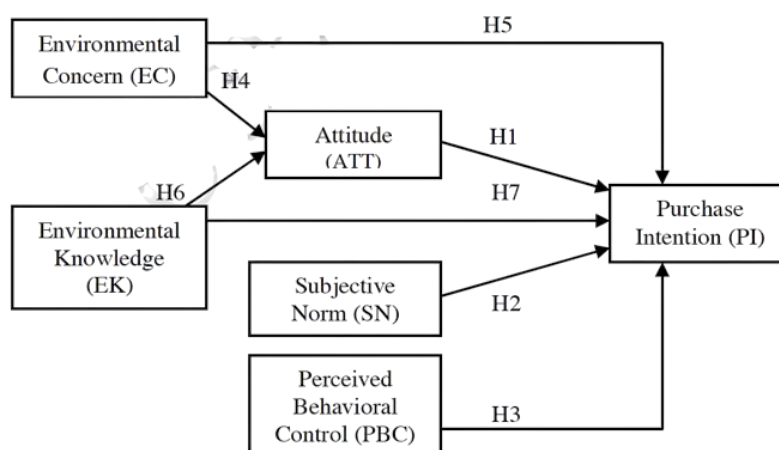 Environmental
Concern (EC)
H5
H4
Attitude
(ATT)
H1
H6
H7
Environmental
Knowledge
(EK)
Purchase
Intention (PI)
Subjective
Norm (SN)
H2
Perceived
Behavioral
Control (PBC)
H3